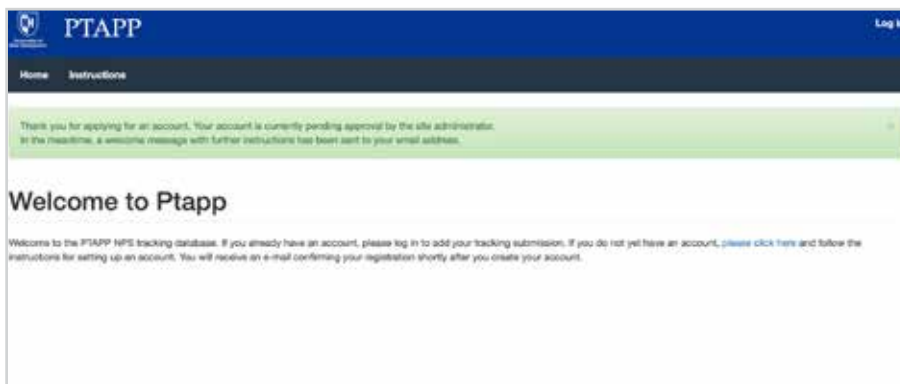 PTAPP
Log
Home Instructions
Thank you for applying for an account. Your account is currently pending approval by the site administrator.
In the meantime, a welcome message with further instructions has been sent to your email address.
Welcome to Ptapp
Welcome to the PTAPP NPS tracking database. If you already have an account, please log in to add your tracking submission. If you do not yet have an account, please click here and follow the
instructions for setting up an account. You will receive an e-mail confirming your registration shortly after you create your account.